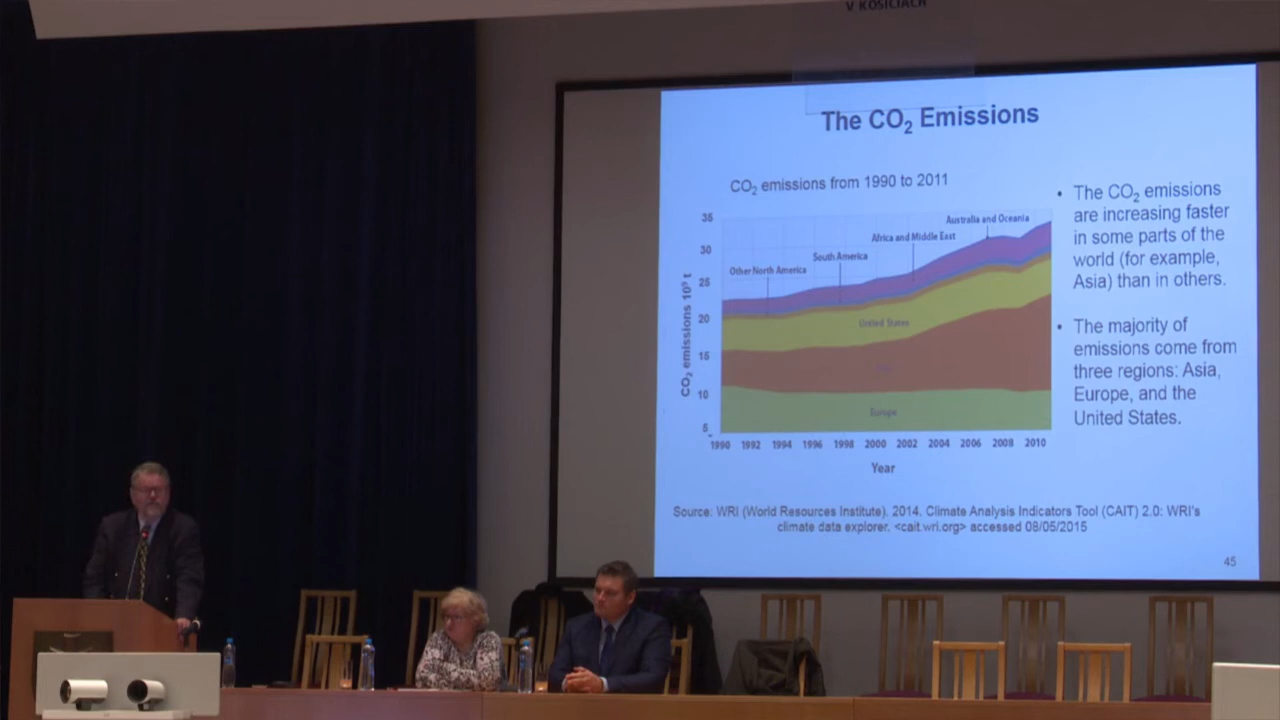 V KOŠICIACH
The CO₂ Emissions
CO₂ emissions from 1990 to 2011
35
30
25
20
15
10
5
CO₂ emissions 10⁹ t
Australia and Oceania
Africa and Middle East
South America
Other North America
United States
Europe
1990 1992 1994 1996 1998 2000 2002 2004 2006 2008 2010
Year
• The CO₂ emissions
are increasing faster
in some parts of the
world (for example,
Asia) than in others.
• The majority of
emissions come from
three regions: Asia,
Europe, and the
United States.
Source: WRI (World Resources Institute). 2014. Climate Analysis Indicators Tool (CAIT) 2.0: WRI's
climate data explorer. <cait.wri.org> accessed 08/05/2015
45